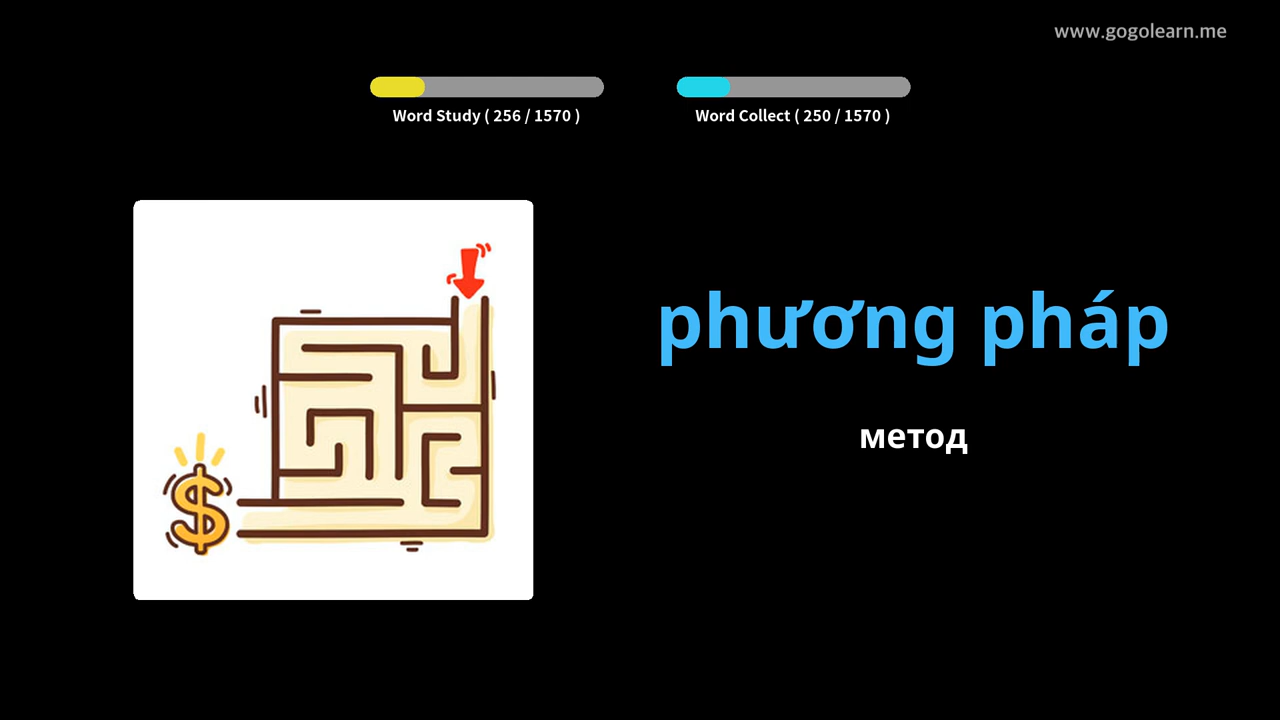 www.gogolearn.me
Word Study ( 256 / 1570 )
Word Collect ( 250 / 1570 )
$
phương pháp
метод